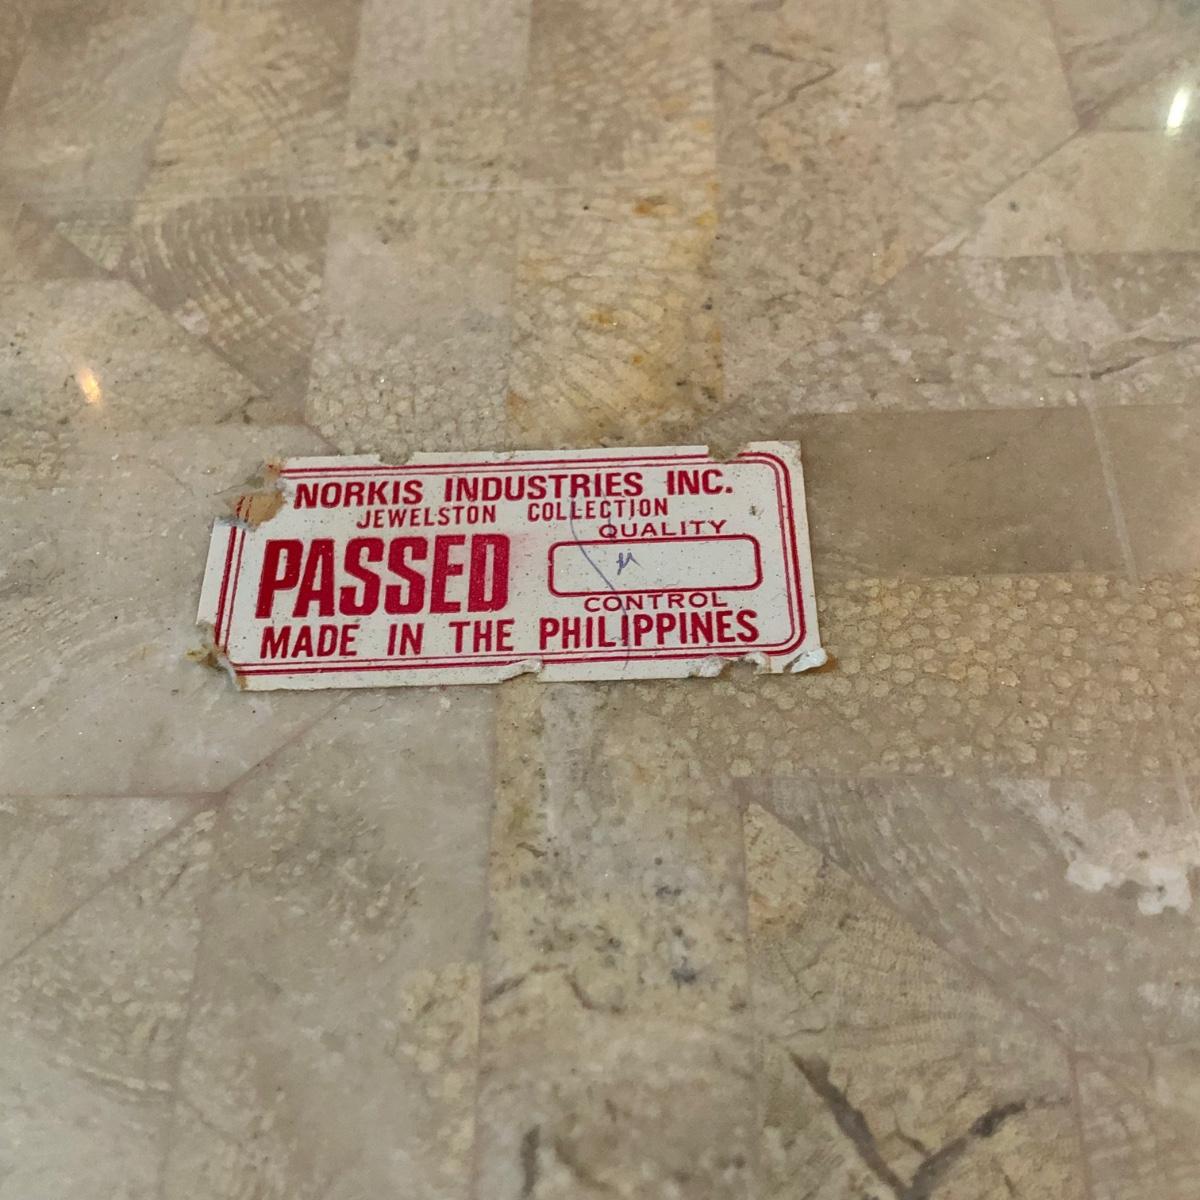 NORKIS INDUSTRIES INC.
JEWELSTON COLLECTION
QUALITY
PASSED
CONTROL
MADE IN THE PHILIPPINES